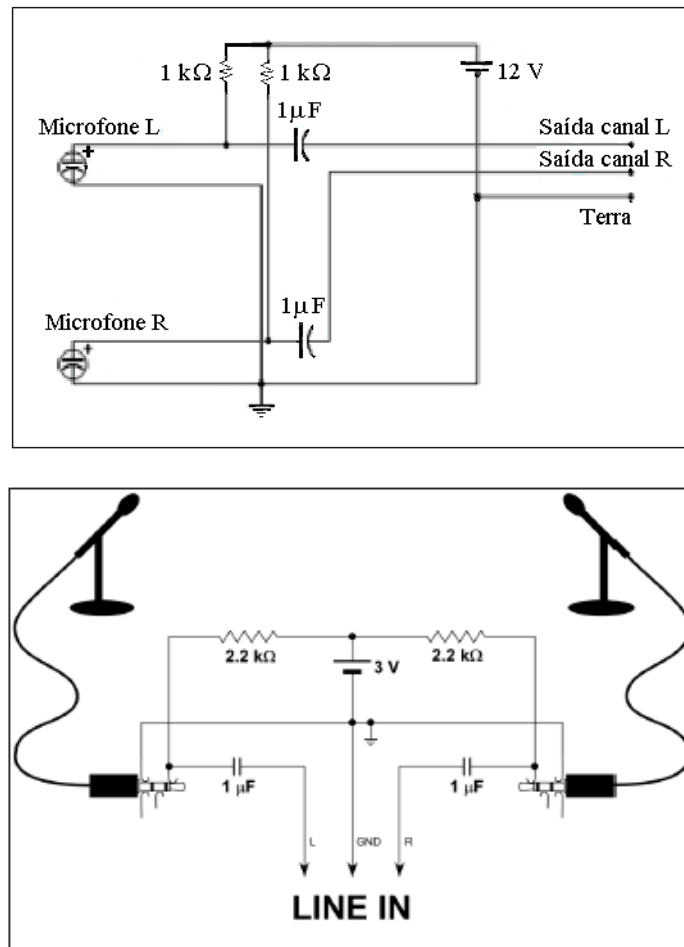 1 kΩ 1 kΩ 12 V
1µF
Microfone L
+
Saída canal L
Saída canal R
Terra
1µF
Microfone R
+
2.2 kΩ 2.2 kΩ
3 V
1 µF 1 µF
L GND R
LINE IN